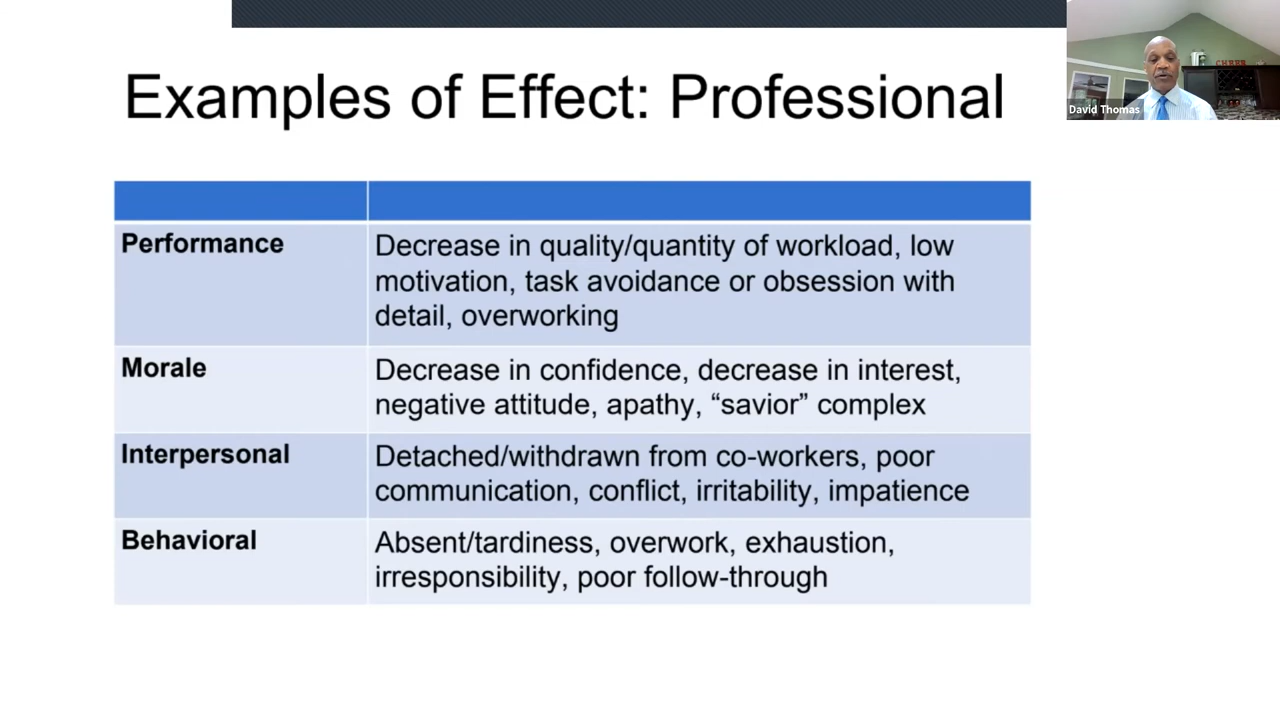 Examples of Effect: Professional
CHEERS
David Thomas
Performance
Decrease in quality/quantity of workload, low
motivation, task avoidance or obsession with
detail, overworking
Morale
Decrease in confidence, decrease in interest,
negative attitude, apathy, “savior” complex
Interpersonal
Detached/withdrawn from co-workers, poor
communication, conflict, irritability, impatience
Behavioral
Absent/tardiness, overwork, exhaustion,
irresponsibility, poor follow-through